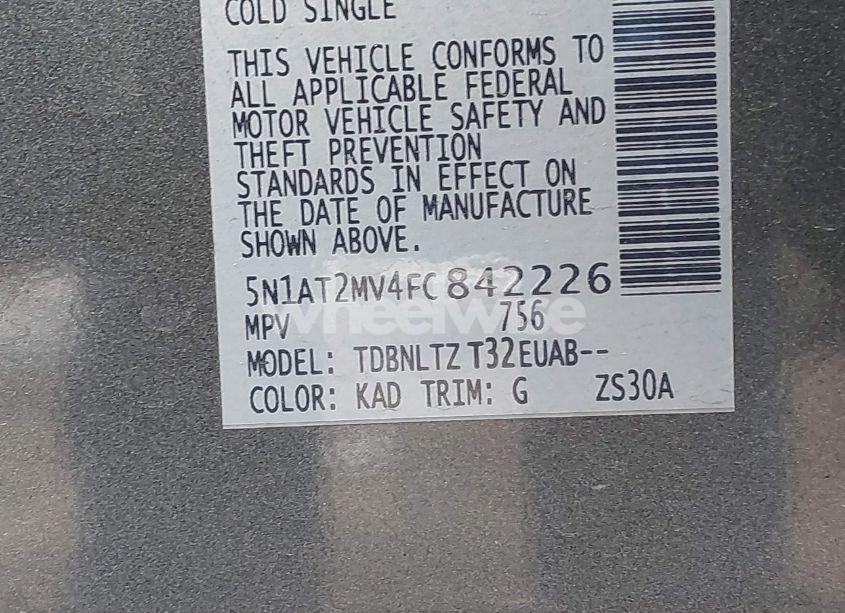 COLD SINGLE
THIS VEHICLE CONFORMS TO
ALL APPLICABLE FEDERAL
MOTOR VEHICLE SAFETY AND
THEFT PREVENTION
STANDARDS IN EFFECT ON
THE DATE OF MANUFACTURE
SHOWN ABOVE.
5N1AT2MV4FC842226
MPV 756
wheelwise
MODEL: TDBNLTZ T32EUAB--
COLOR: KAD TRIM: G ZS30A